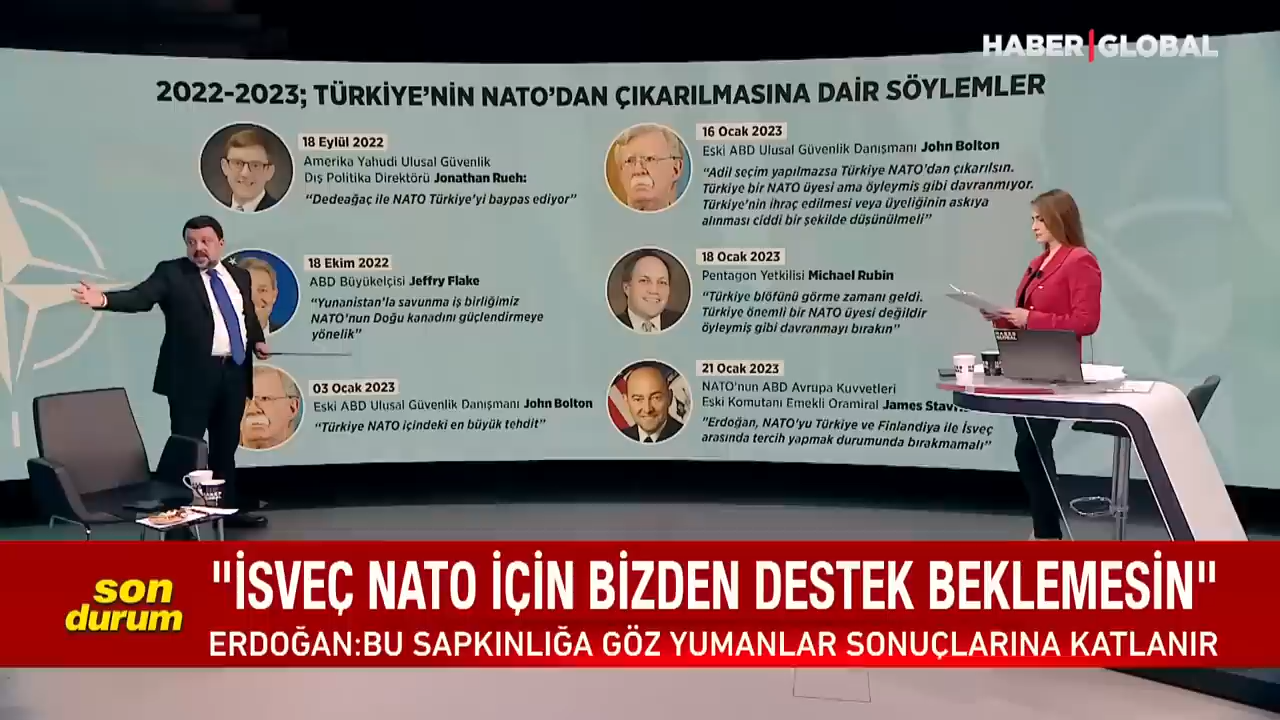 HABER GLOBAL
2022-2023; TÜRKİYE'NİN NATO'DAN ÇIKARILMASINA DAİR SÖYLEMLER
18 Eylül 2022
Amerika Yahudi Ulusal Güvenlik
Dış Politika Direktörü Jonathan Rueh:
"Dedeağaç ile NATO Türkiye'yi baypas ediyor"
18 Ekim 2022
ABD Büyükelçisi Jeffry Flake
"Yunanistan'la savunma iş birliğimiz
NATO'nun Doğu kanadını güçlendirmeye
yönelik"
03 Ocak 2023
Eski ABD Ulusal Güvenlik Danışmanı John Bolton
"Türkiye NATO içindeki en büyük tehdit"
16 Ocak 2023
Eski ABD Ulusal Güvenlik Danışmanı John Bolton
"Adil seçim yapılmazsa Türkiye NATO'dan çıkarılsın.
Türkiye bir NATO üyesi ama öyleymiş gibi davranmıyor.
Türkiye'nin ihraç edilmesi veya üyeliğinin askıya
alınması ciddi bir şekilde düşünülmeli"
18 Ocak 2023
Pentagon Yetkilisi Michael Rubin
"Türkiye blöfünü görme zamanı geldi.
Türkiye önemli bir NATO üyesi değildir
öyleymiş gibi davranmayı bırakın"
21 Ocak 2023
NATO'nun ABD Avrupa Kuvvetleri
Eski Komutanı Emekli Oramiral James
"Erdoğan, NATO'yu Türkiye ve Finlandiya ile İsveç
arasında tercih yapmak durumunda bırakmamalı"
son
durum
"İSVEÇ NATO İÇİN BİZDEN DESTEK BEKLEMESİN"
ERDOĞAN:BU SAPKINLIĞA GÖZ YUMANLAR SONUÇLARINA KATLANIR